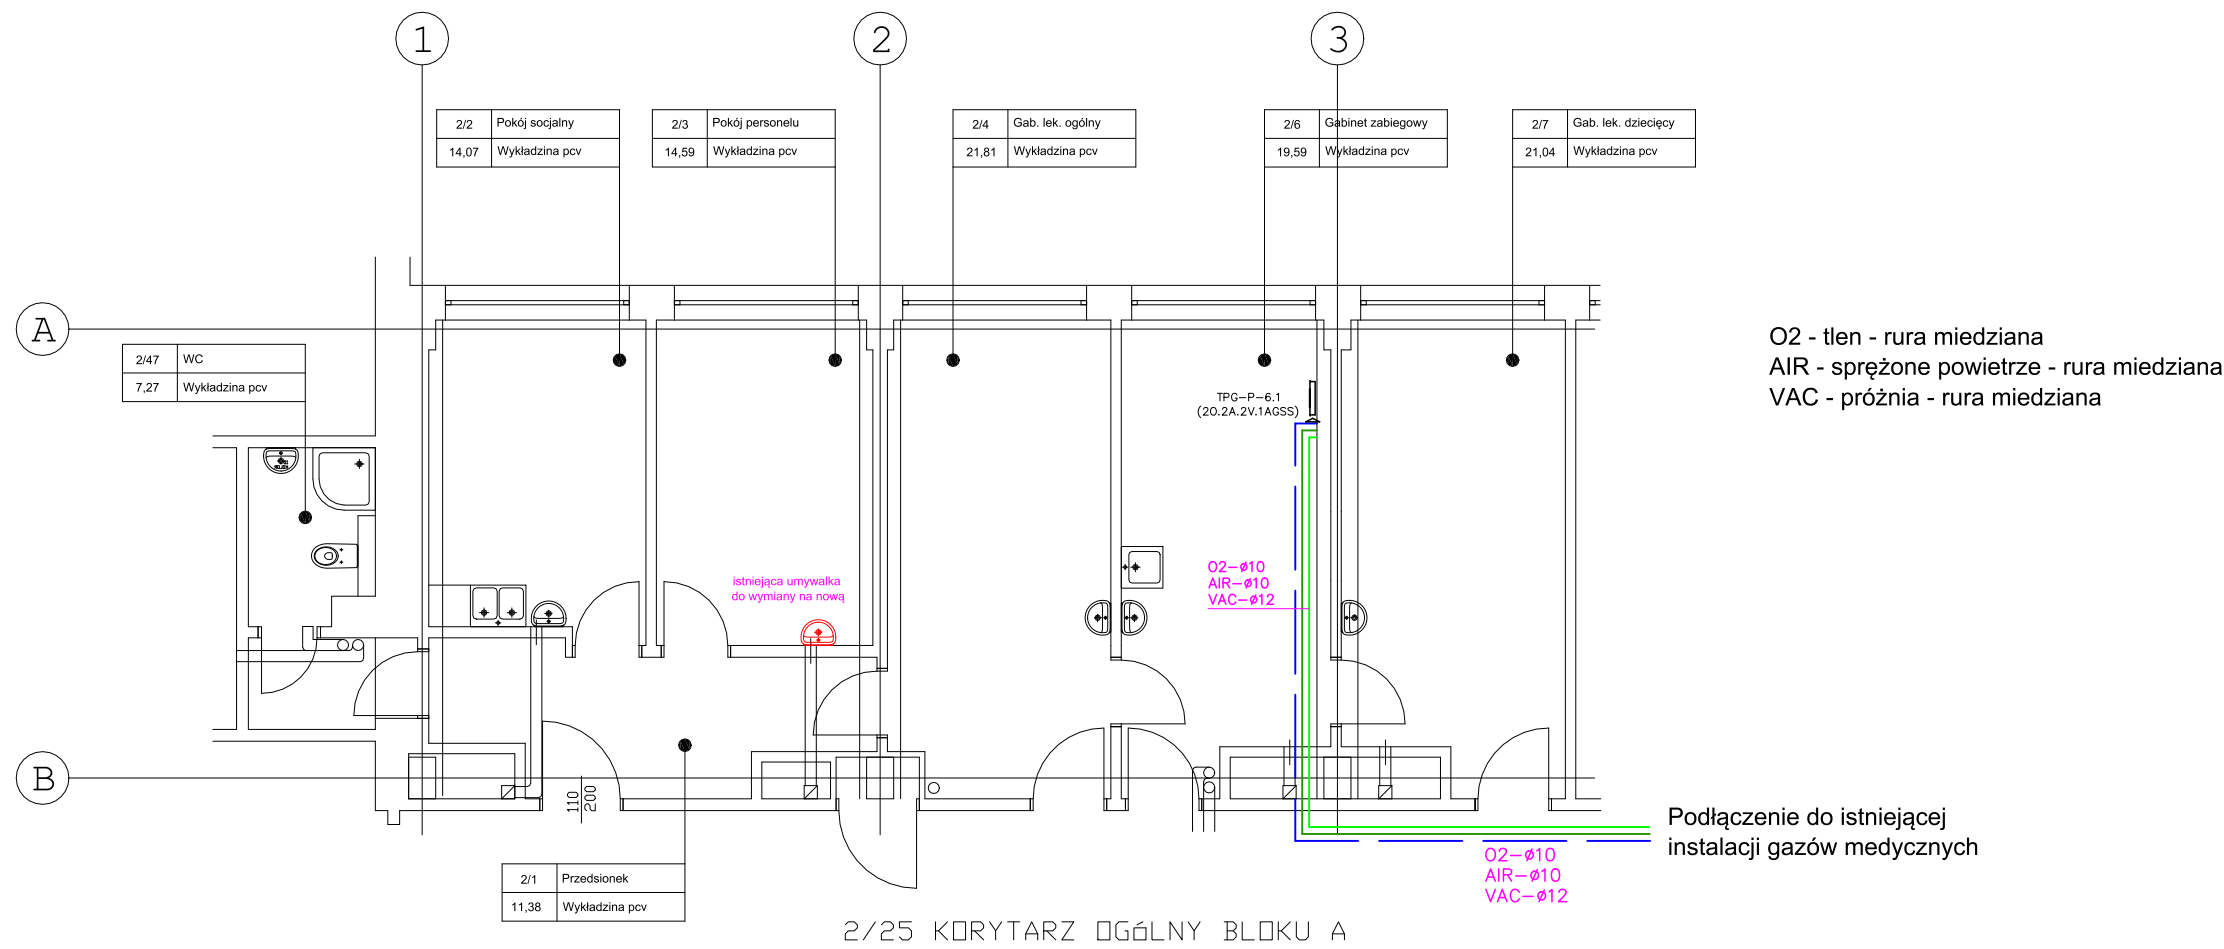 1
2
3
2/2 Pokój socjalny
14,07 Wykładzina pcv
2/3 Pokój personelu
14,59 Wykładzina pcv
2/4 Gab. lek. ogólny
21,81 Wykładzina pcv
2/6 Gabinet zabiegowy
19,59 Wykładzina pcv
2/7 Gab. lek. dziecięcy
21,04 Wykładzina pcv
A
2/47 WC
7,27 Wykładzina pcv
O2 - tlen - rura miedziana
AIR - sprężone powietrze - rura miedziana
VAC - próżnia - rura miedziana
TPG-P-6.1
(2O.2A.2V.1AGSS)
istniejąca umywalka
do wymiany na nową
O2-ø10
AIR-ø10
VAC-ø12
B
110
200
Podłączenie do istniejącej
instalacji gazów medycznych
O2-ø10
AIR-ø10
VAC-ø12
2/1 Przedsionek
11,38 Wykładzina pcv
2/25 KORYTARZ OGóLNY BLOKU A